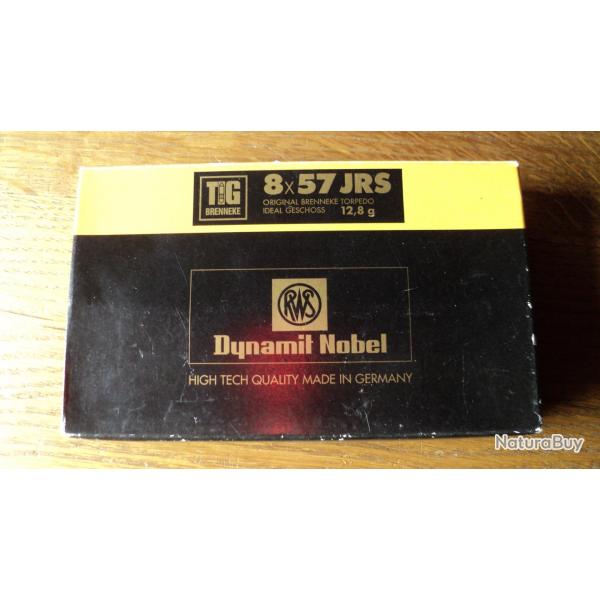 TIG
BRENNEKE
8x57 JRS
ORIGINAL BRENNEKE TORPEDO
IDEAL GESCHOSS 12,8 g
RWS
Dynamit Nobel
HIGH TECH QUALITY MADE IN GERMANY
NaturaBuy